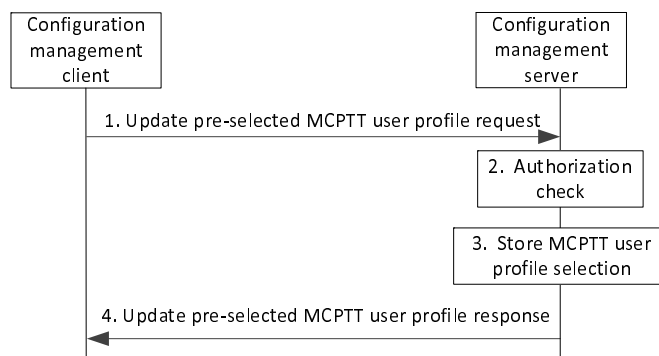 Configuration
management
client
Configuration
management
server
1. Update pre-selected MCPTT user profile request
2. Authorization
check
3. Store MCPTT user
profile selection
4. Update pre-selected MCPTT user profile response